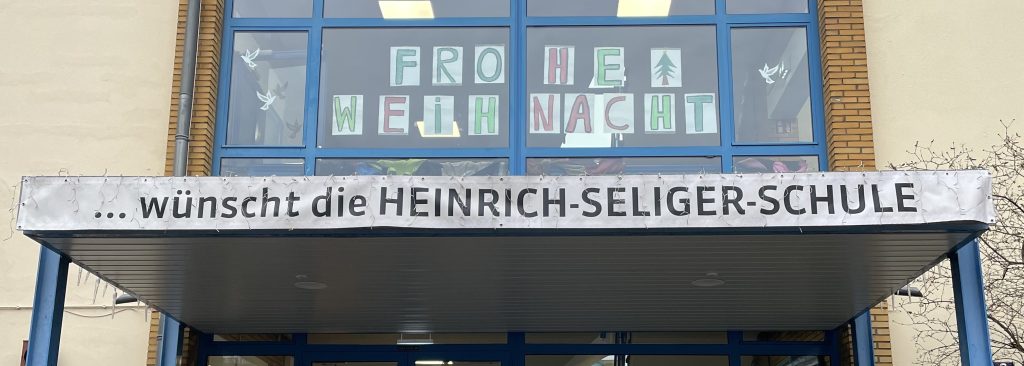 FROHE
WEIHNACHT
... wünscht die HEINRICH-SELIGER-SCHULE